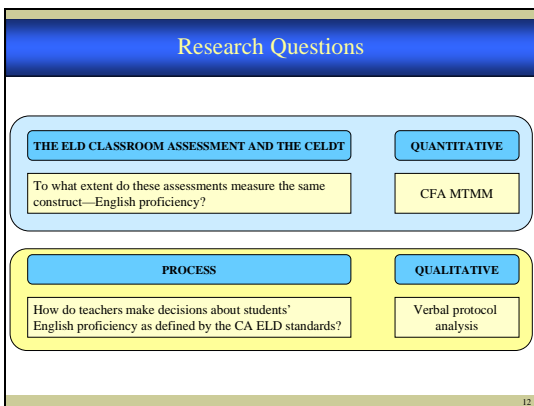 Research Questions
THE ELD CLASSROOM ASSESSMENT AND THE CELDT
QUANTITATIVE
To what extent do these assessments measure the same
construct—English proficiency?
CFA MTMM
PROCESS
QUALITATIVE
How do teachers make decisions about students’
English proficiency as defined by the CA ELD standards?
Verbal protocol
analysis
12